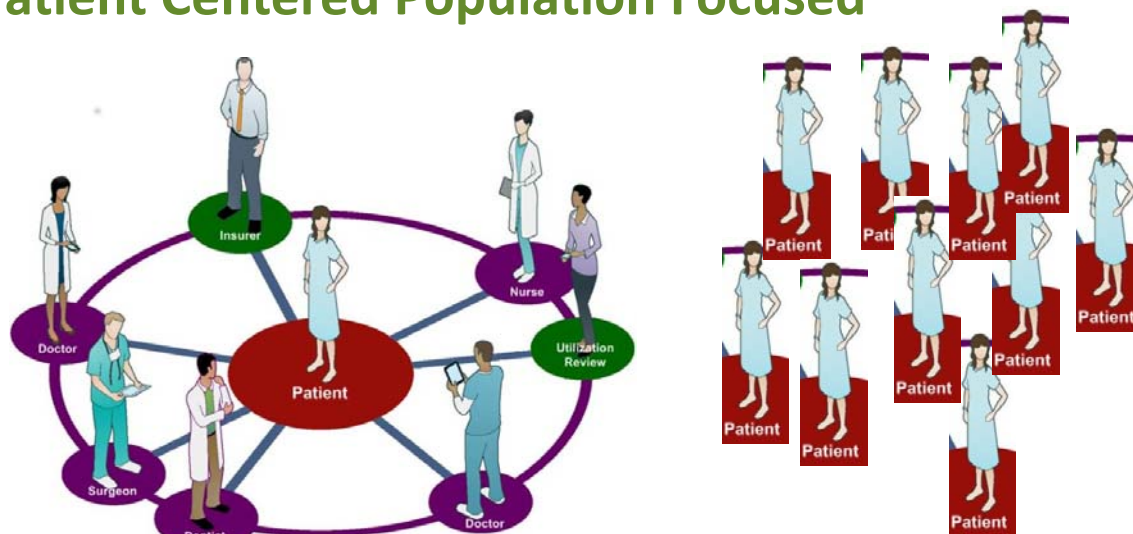 atient Centered Population Focused
Insurer
Nurse
Utilization
Review
Doctor
Patient
Surgeon
Dentist
Doctor
Patient
Patient
Pati
Patient
Patient
Patient
Patient
Patient
Patient
Patient